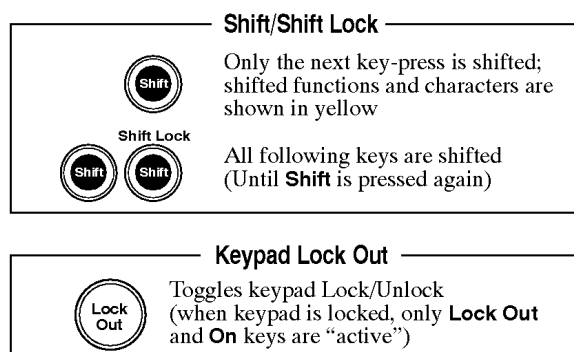 Shift/Shift Lock
Shift
Only the next key-press is shifted;
shifted functions and characters are
shown in yellow
Shift Lock
Shift Shift
All following keys are shifted
(Until Shift is pressed again)
Keypad Lock Out
Lock
Out
Toggles keypad Lock/Unlock
(when keypad is locked, only Lock Out
and On keys are “active”)